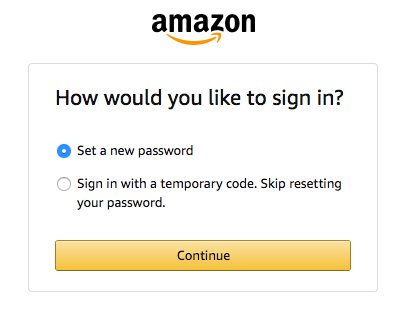 amazon
How would you like to sign in?
Set a new password
Sign in with a temporary code. Skip resetting
your password.
Continue